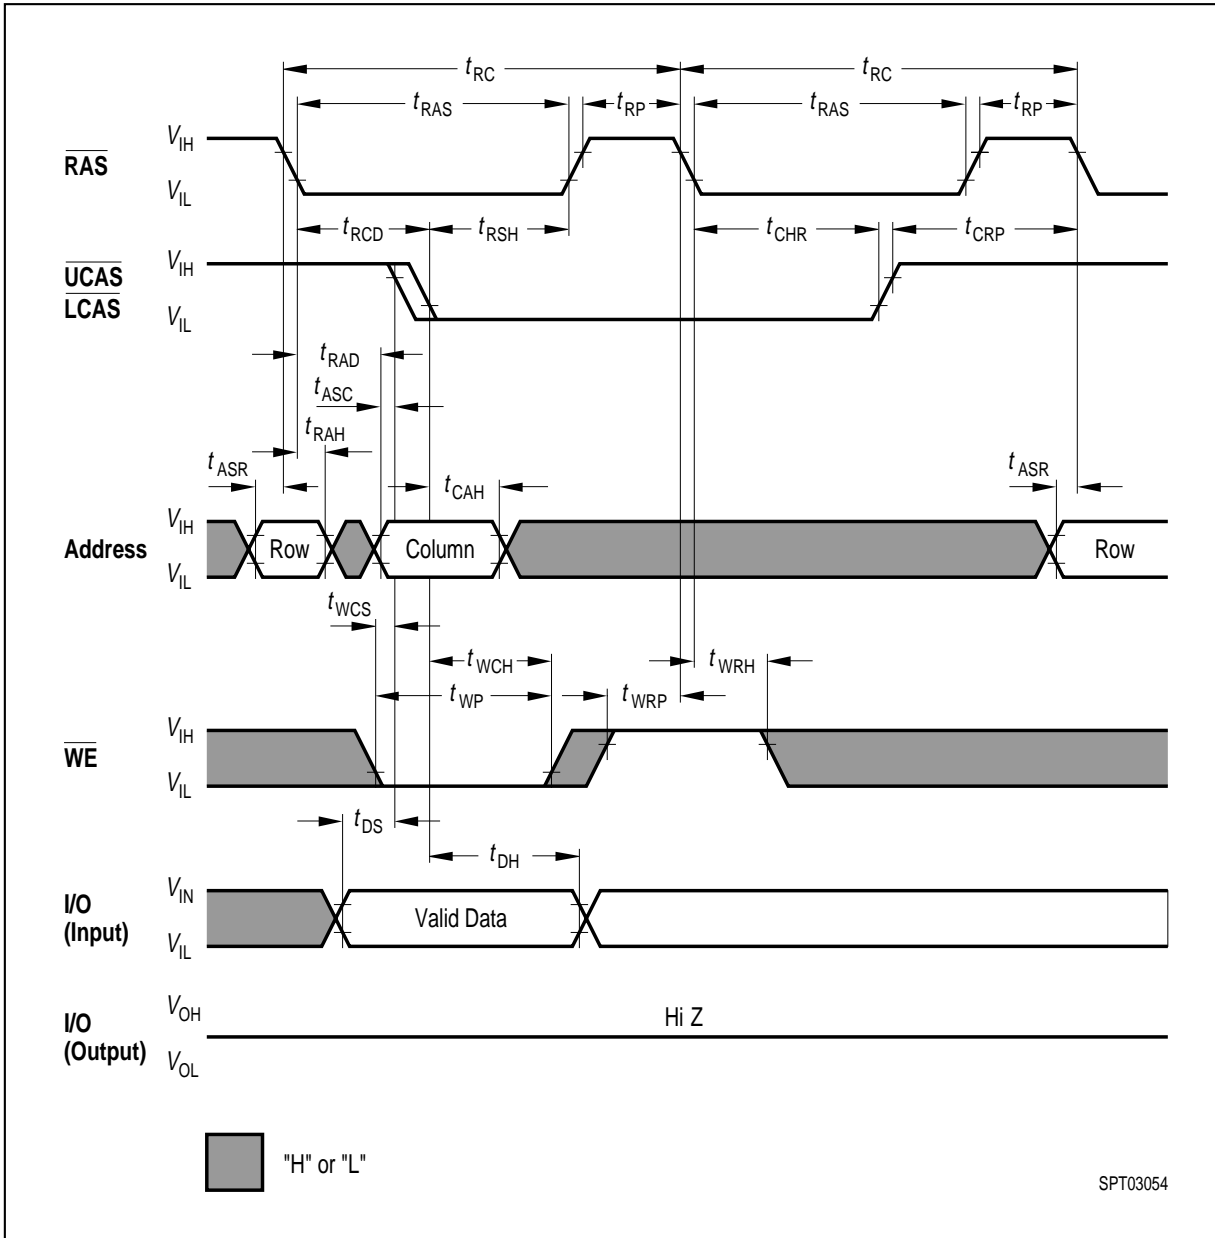 tRC tRC
tRAS tRP tRAS tRP
RAS VIH
VIL
tRCD tRSH tCHR tCRP
UCAS VIH
LCAS VIL
tRAD
tASC
tRAH
tASR tCAH tASR
Address VIH
VIL
Row Column Row
tWCS
tWCH tWRH
tWP tWRP
WE VIH
VIL
tDS
tDH
I/O (Input) VIN
VIL
Valid Data
I/O (Output) VOH
VOL
Hi Z
"H" or "L"
SPT03054